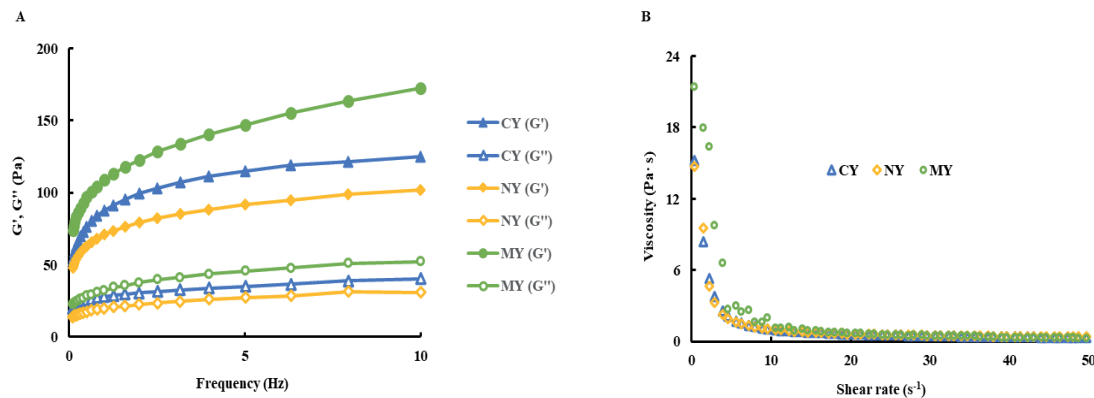 A
B
200
150
100
50
0
G', G'' (Pa)
0
5
10
Frequency (Hz)
CY (G')
CY (G'')
NY (G')
NY (G'')
MY (G')
MY (G'')
24
18
12
6
0
Viscosity (Pa· s)
CY NY MY
0 10 20 30 40 50
Shear rate (s-1)